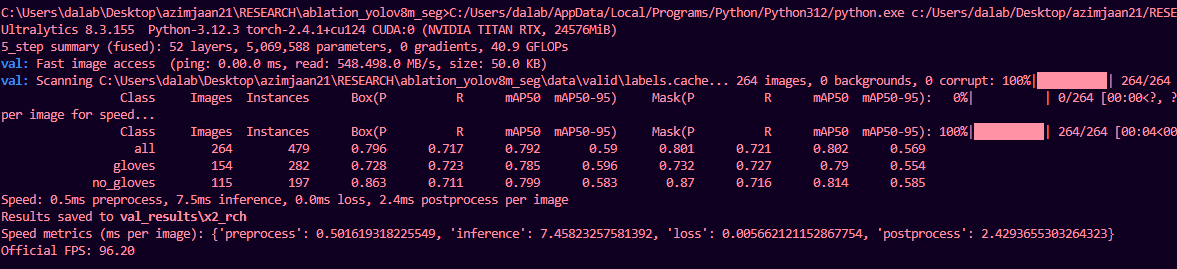 C:\Users\dalab\Desktop\azimjaan21\RESEARCH\ablation_yolov8m_seg>C:/Users/dalab/AppData/Local/Programs/Python/Python312/python.exe c:/Users/dalab/Desktop/azimjaan21/RESE
Ultralytics 8.3.155 Python-3.12.3 torch-2.4.1+cu124 CUDA:0 (NVIDIA TITAN RTX, 24576MiB)
5_step summary (fused): 52 layers, 5,069,588 parameters, 0 gradients, 40.9 GFLOPs
val: Fast image access (ping: 0.00.0 ms, read: 548.498.0 MB/s, size: 50.0 KB)
val: Scanning C:\Users\dalab\Desktop\azimjaan21\RESEARCH\ablation_yolov8m_seg\data\valid\labels.cache... 264 images, 0 backgrounds, 0 corrupt: 100%|██████████| 264/264
Class Images Instances Box(P R mAP50 mAP50-95) Mask(P R mAP50 mAP50-95): 0%| | 0/264 [00:00<?, ?
per image for speed...
Class Images Instances Box(P R mAP50 mAP50-95) Mask(P R mAP50 mAP50-95): 100%|██████████| 264/264 [00:04<00
all 264 479 0.796 0.717 0.792 0.59 0.801 0.721 0.802 0.569
gloves 154 282 0.728 0.723 0.785 0.596 0.732 0.727 0.79 0.554
no_gloves 115 197 0.863 0.711 0.799 0.583 0.87 0.716 0.814 0.585
Speed: 0.5ms preprocess, 7.5ms inference, 0.0ms loss, 2.4ms postprocess per image
Results saved to val_results\x2_rch
Speed metrics (ms per image): {'preprocess': 0.501619318225549, 'inference': 7.45823257581392, 'loss': 0.005662121152867754, 'postprocess': 2.4293655303264323}
Official FPS: 96.20